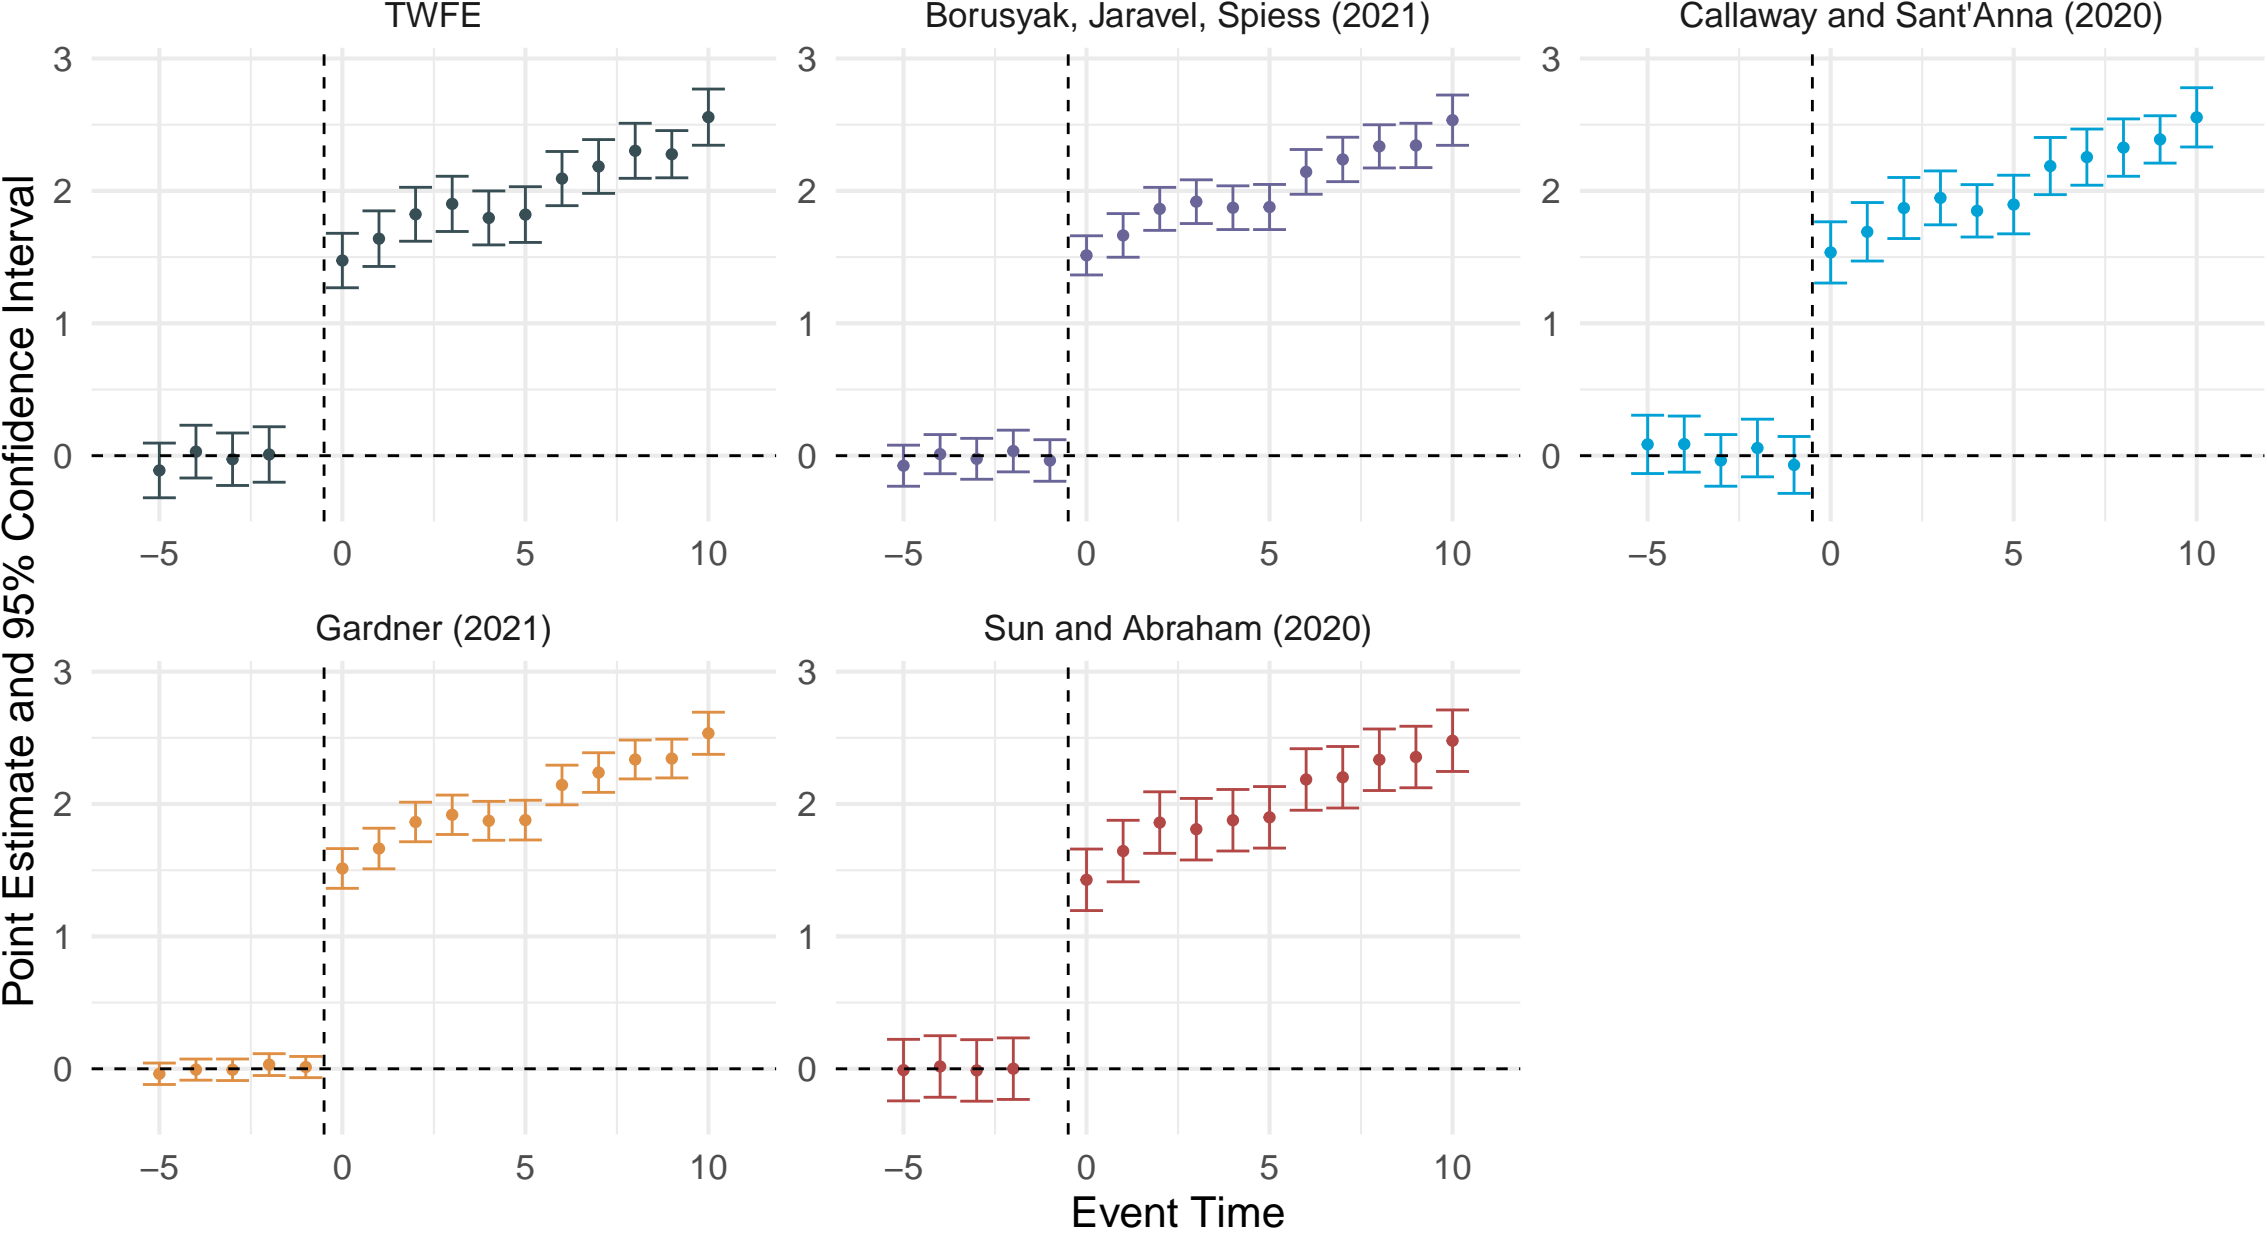 TWFE
Borusyak, Jaravel, Spiess (2021)
Callaway and Sant'Anna (2020)
3
2
1
0
–5 0 5 10
3
2
1
0
–5 0 5 10
3
2
1
0
–5 0 5 10
Point Estimate and 95% Confidence Interval
Gardner (2021)
Sun and Abraham (2020)
3
2
1
0
–5 0 5 10
3
2
1
0
–5 0 5 10
Event Time